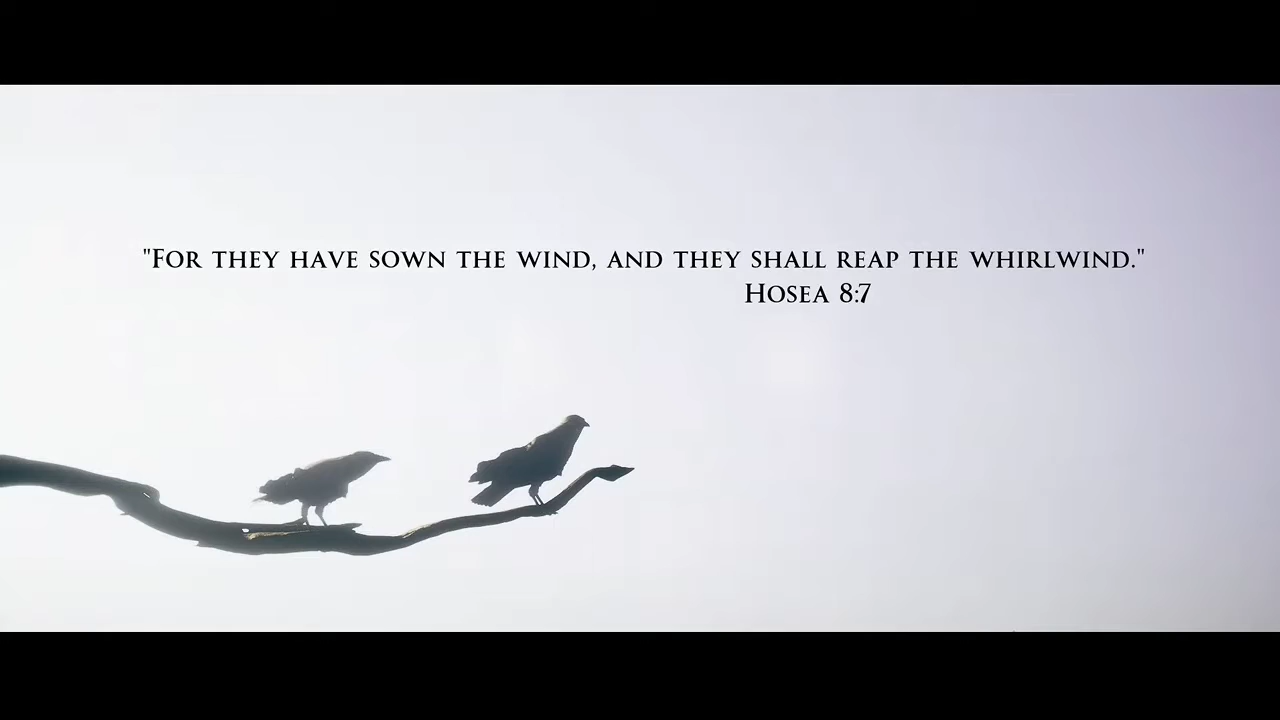 "For they have sown the wind, and they shall reap the whirlwind."
Hosea 8:7